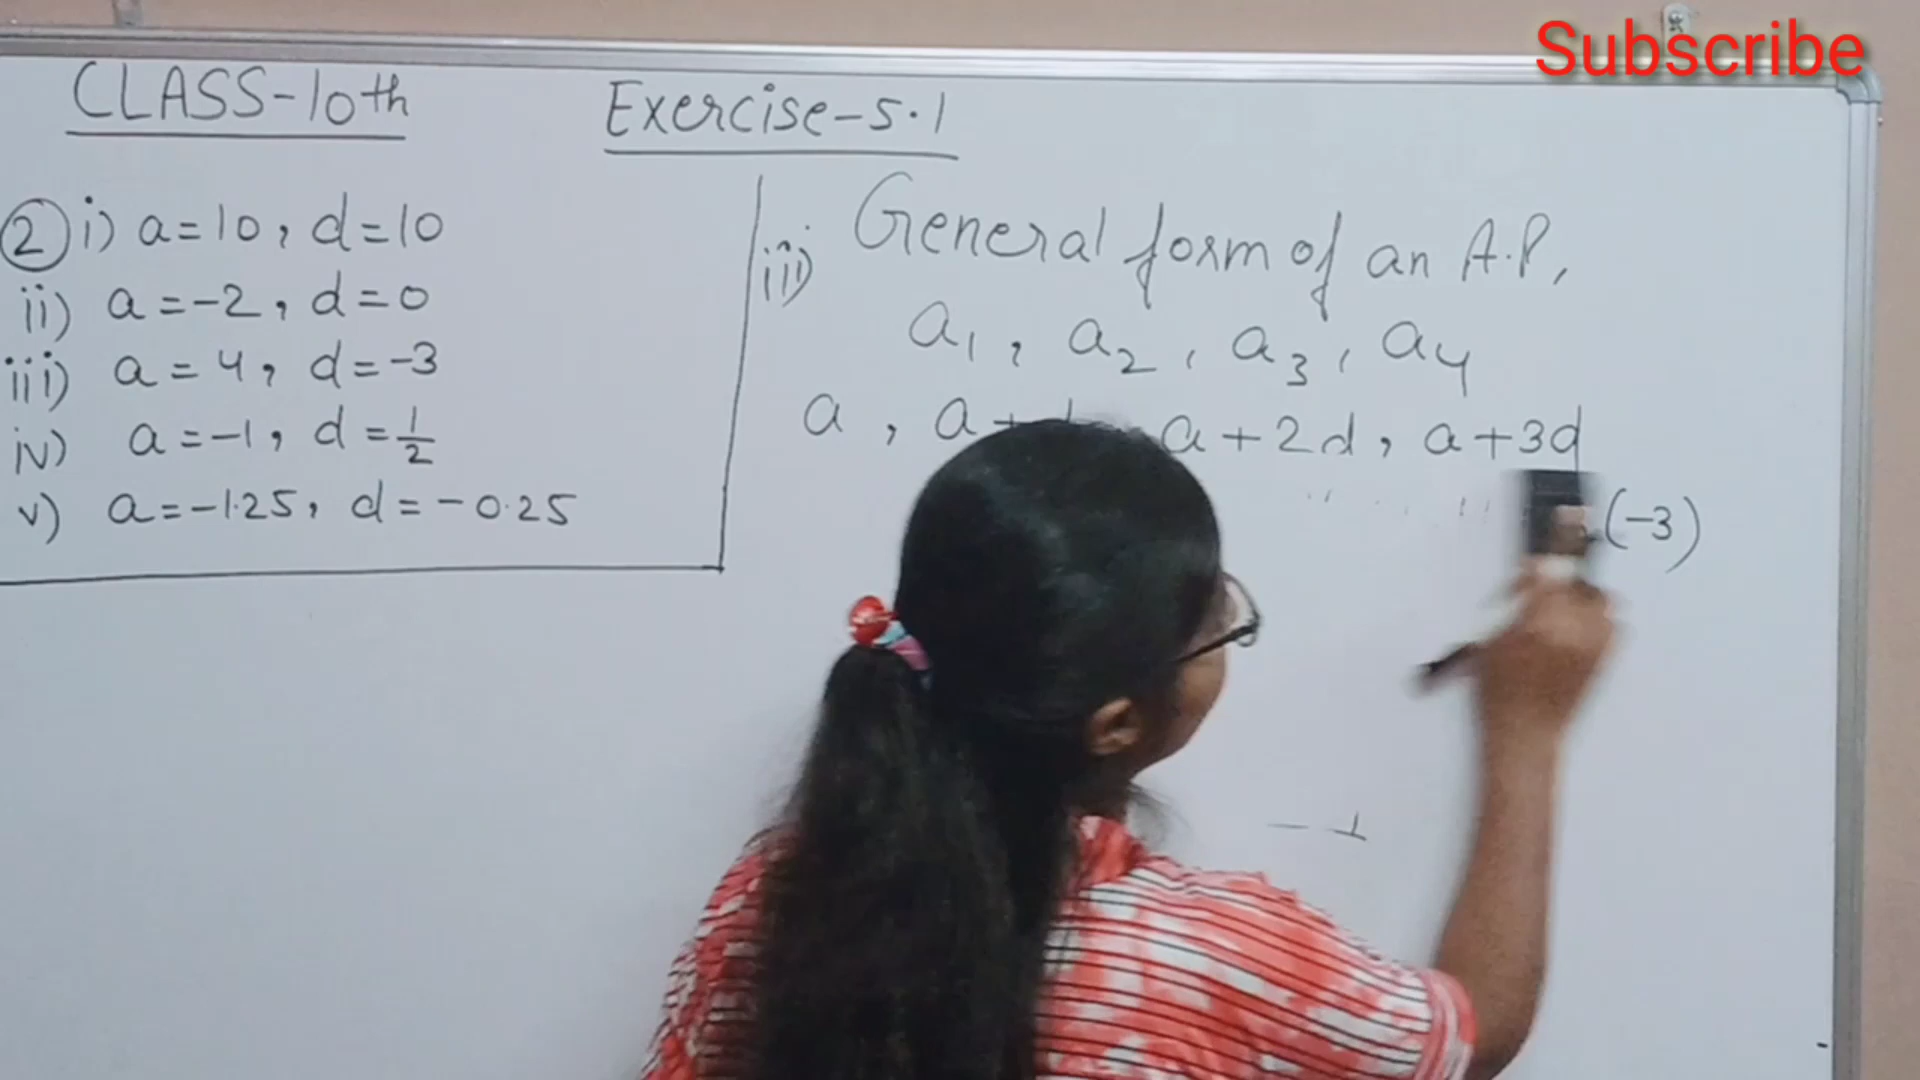 Subscribe
CLASS-10th
Exercise-5.1
2 i) a=10, d=10
ii) a=-2, d=0
iii) a=4, d=-3
iv) a=-1, d=1/2
v) a=-1.25, d=-0.25
iii) General form of an A.P,
a1, a2, a3, a4
a, a+ a+2d, a+3d
(-3)